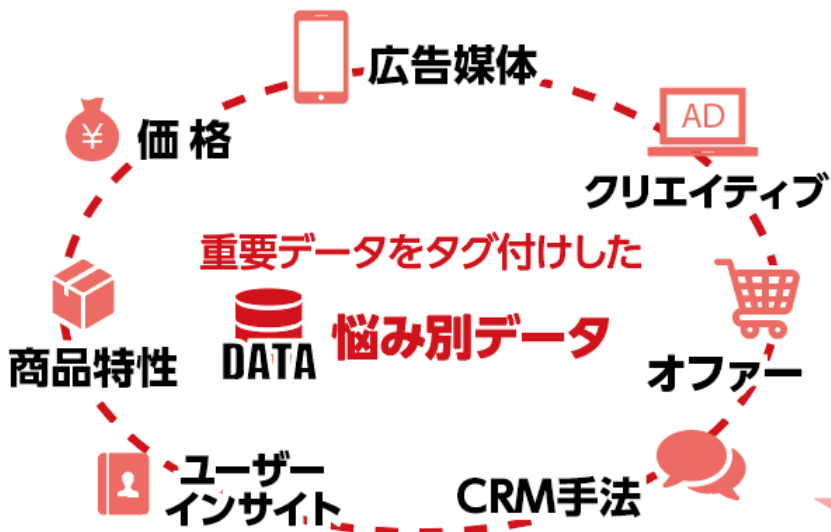 広告媒体
¥
価格
AD
クリエイティブ
重要データをタグ付けした
DATA
悩み別データ
商品特性
オファー
ユーザー
インサイト
CRM手法